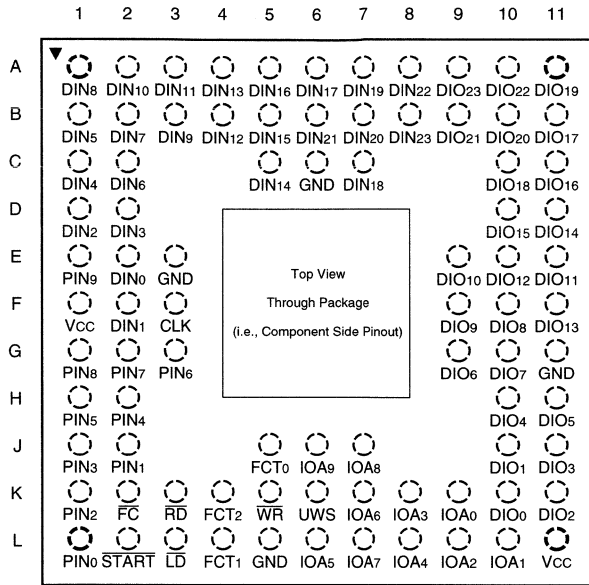 1 2 3 4 5 6 7 8 9 10 11
A
DIN8 DIN10 DIN11 DIN13 DIN16 DIN17 DIN19 DIN22 DIO23 DIO22 DIO19
B
DIN5 DIN7 DIN9 DIN12 DIN15 DIN21 DIN20 DIN23 DIO21 DIO20 DIO17
C
DIN4 DIN6 DIN14 GND DIN18 DIO18 DIO16
D
DIN2 DIN3 DIO15 DIO14
E
PIN9 DIN0 GND DIO10 DIO12 DIO11
Top View
Through Package
(i.e., Component Side Pinout)
F
VCC DIN1 CLK DIO9 DIO8 DIO13
G
PIN8 PIN7 PIN6 DIO6 DIO7 GND
H
PIN5 PIN4 DIO4 DIO5
J
PIN3 PIN1 FCT0 IOA9 IOA8 DIO1 DIO3
K
PIN2 FC RD FCT2 WR UWS IOA6 IOA3 IOA0 DIO0 DIO2
L
PIN0 START LD FCT1 GND IOA5 IOA7 IOA4 IOA2 IOA1 VCC